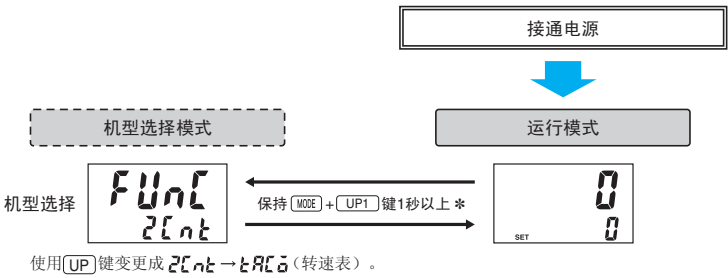 接通电源
机型选择模式
运行模式
机型选择
FUnC
2Cnt
保持 MODE + UP1 键1秒以上 *
0
SET 0
使用 UP 键变更成 2Cnt → tACo（转速表）。